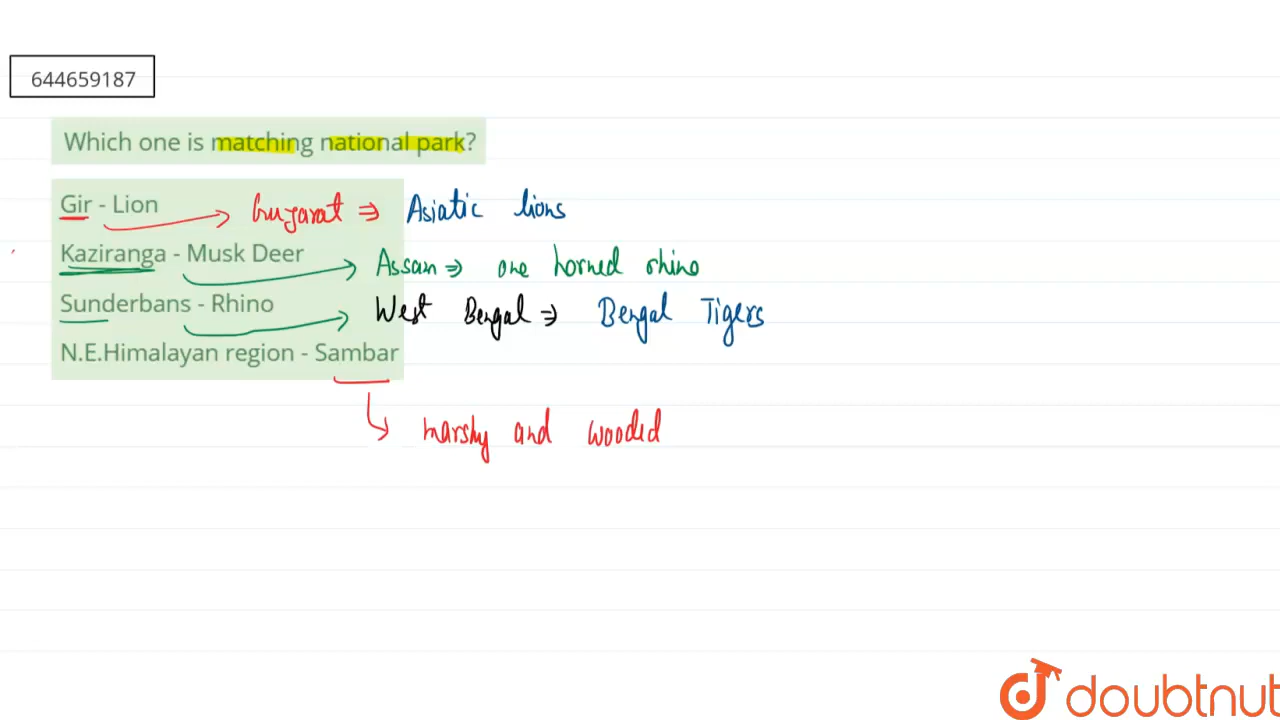 644659187
Which one is matching national park?
Gir - Lion Gujarat ⇒ Asiatic lions
Kaziranga - Musk Deer Assam ⇒ one horned rhino
Sunderbans - Rhino West Bengal ⇒ Bengal Tigers
N.E.Himalayan region - Sambar
marshy and wooded
doubtnut